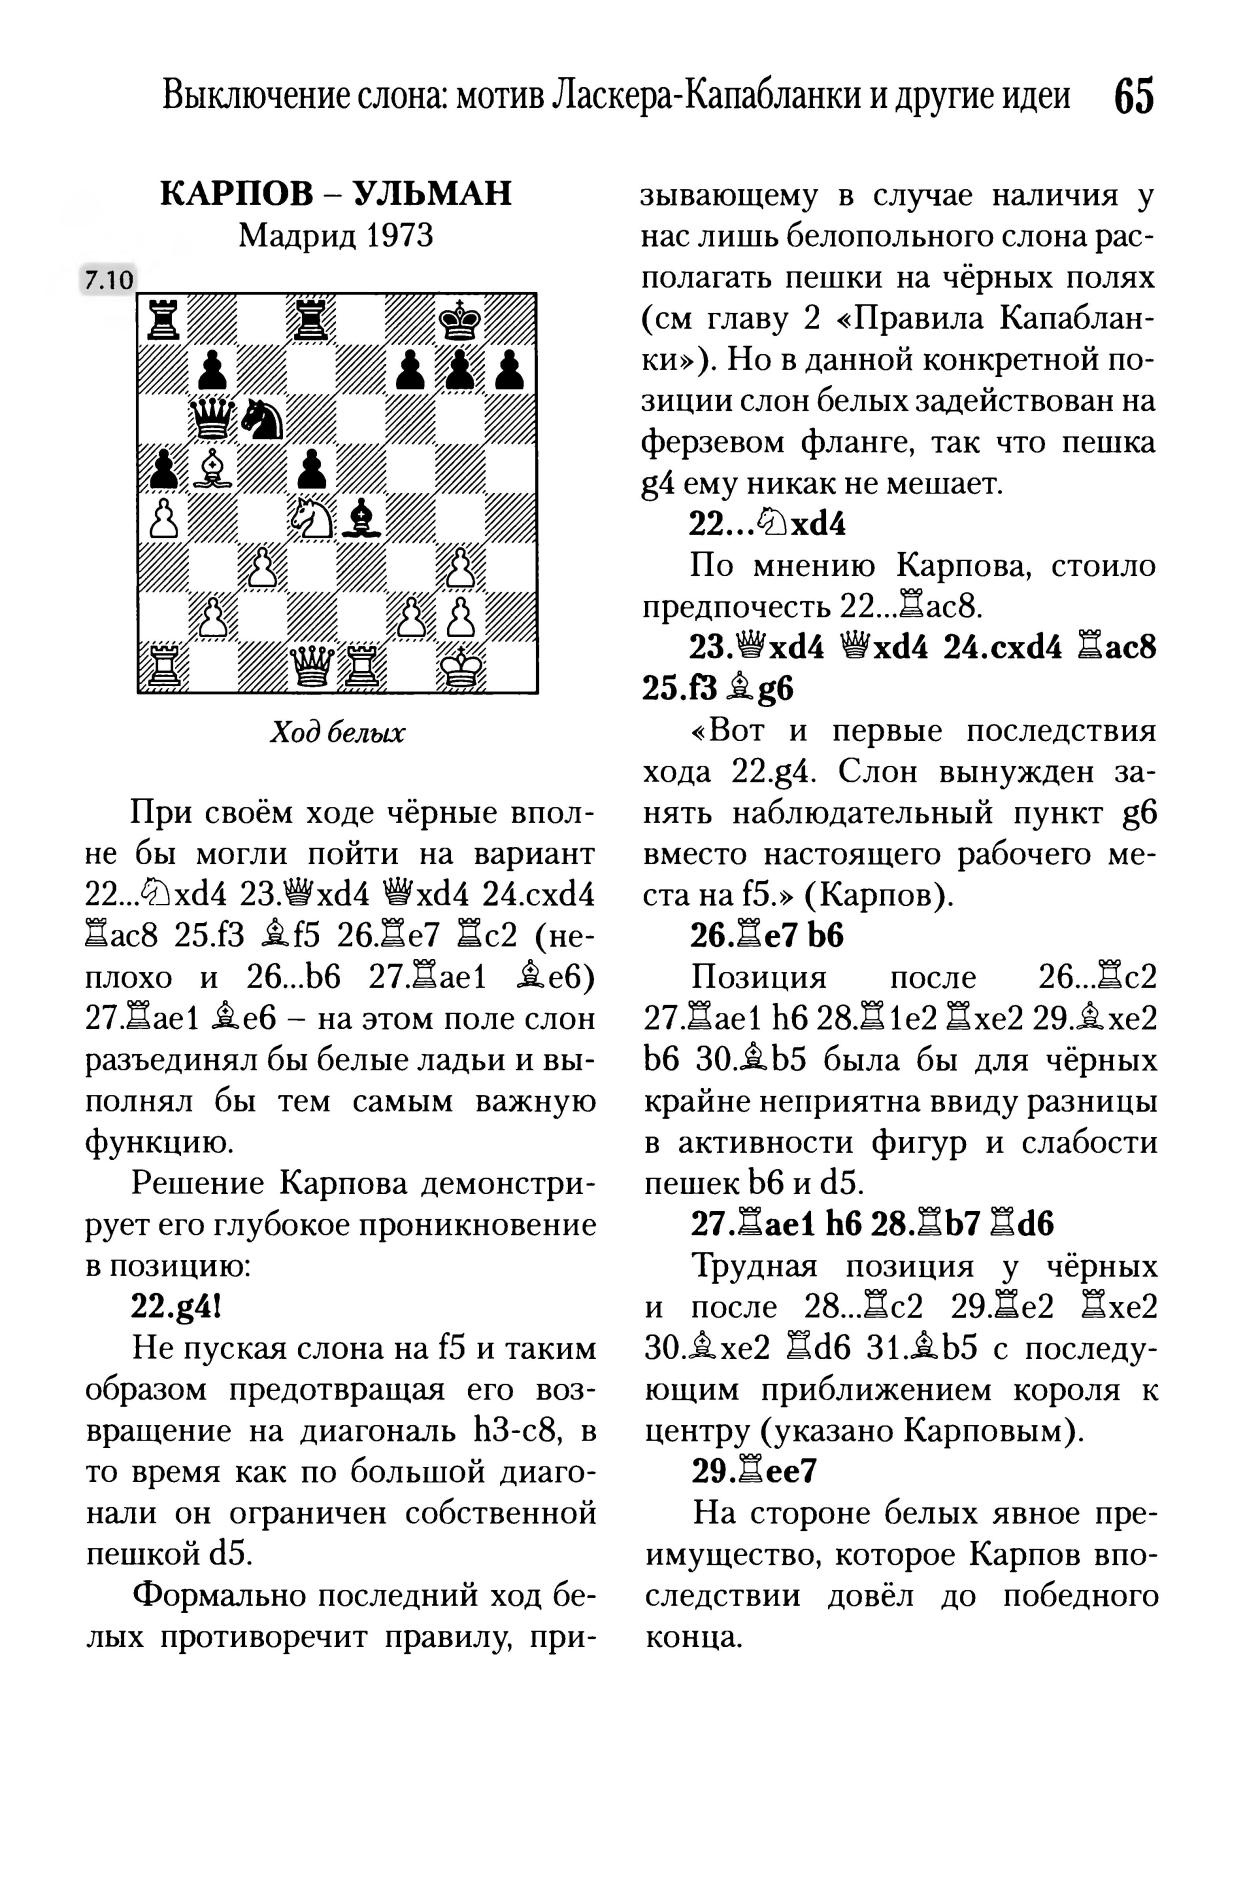 Выключение слона: мотив Ласкера-Капабланки и другие идеи 65
КАРПОВ – УЛЬМАН
Мадрид 1973
7.10
Ход белых
При своём ходе чёрные впол-
не бы могли пойти на вариант
22...♘xd4 23.♕xd4 ♕xd4 24.cxd4
♖ac8 25.f3 ♗f5 26.♖e7 ♖c2 (не-
плохо и 26...b6 27.♖ae1 ♗e6)
27.♖ae1 ♗e6 – на этом поле слон
разъединял бы белые ладьи и вы-
полнял бы тем самым важную
функцию.
Решение Карпова демонстри-
рует его глубокое проникновение
в позицию:
22.g4!
Не пуская слона на f5 и таким
образом предотвращая его воз-
вращение на диагональ h3-c8, в
то время как по большой диаго-
нали он ограничен собственной
пешкой d5.
Формально последний ход бе-
лых противоречит правилу, при-
зывающему в случае наличия у
нас лишь белопольного слона рас-
полагать пешки на чёрных полях
(см главу 2 «Правила Капаблан-
ки»). Но в данной конкретной по-
зиции слон белых задействован на
ферзевом фланге, так что пешка
g4 ему никак не мешает.
22...♘xd4
По мнению Карпова, стоило
предпочесть 22...♖ac8.
23.♕xd4 ♕xd4 24.cxd4 ♖ac8
25.f3 ♗g6
«Вот и первые последствия
хода 22.g4. Слон вынужден за-
нять наблюдательный пункт g6
вместо настоящего рабочего ме-
ста на f5.» (Карпов).
26.♖e7 b6
Позиция после 26...♖c2
27.♖ae1 h6 28.♖1e2 ♖xe2 29.♗xe2
b6 30.♗b5 была бы для чёрных
крайне неприятна ввиду разницы
в активности фигур и слабости
пешек b6 и d5.
27.♖ae1 h6 28.♖b7 ♖d6
Трудная позиция у чёрных
и после 28...♖c2 29.♖e2 ♖xe2
30.♗xe2 ♖d6 31.♗b5 с последу-
ющим приближением короля к
центру (указано Карповым).
29.♖ee7
На стороне белых явное пре-
имущество, которое Карпов впо-
следствии довёл до победного
конца.